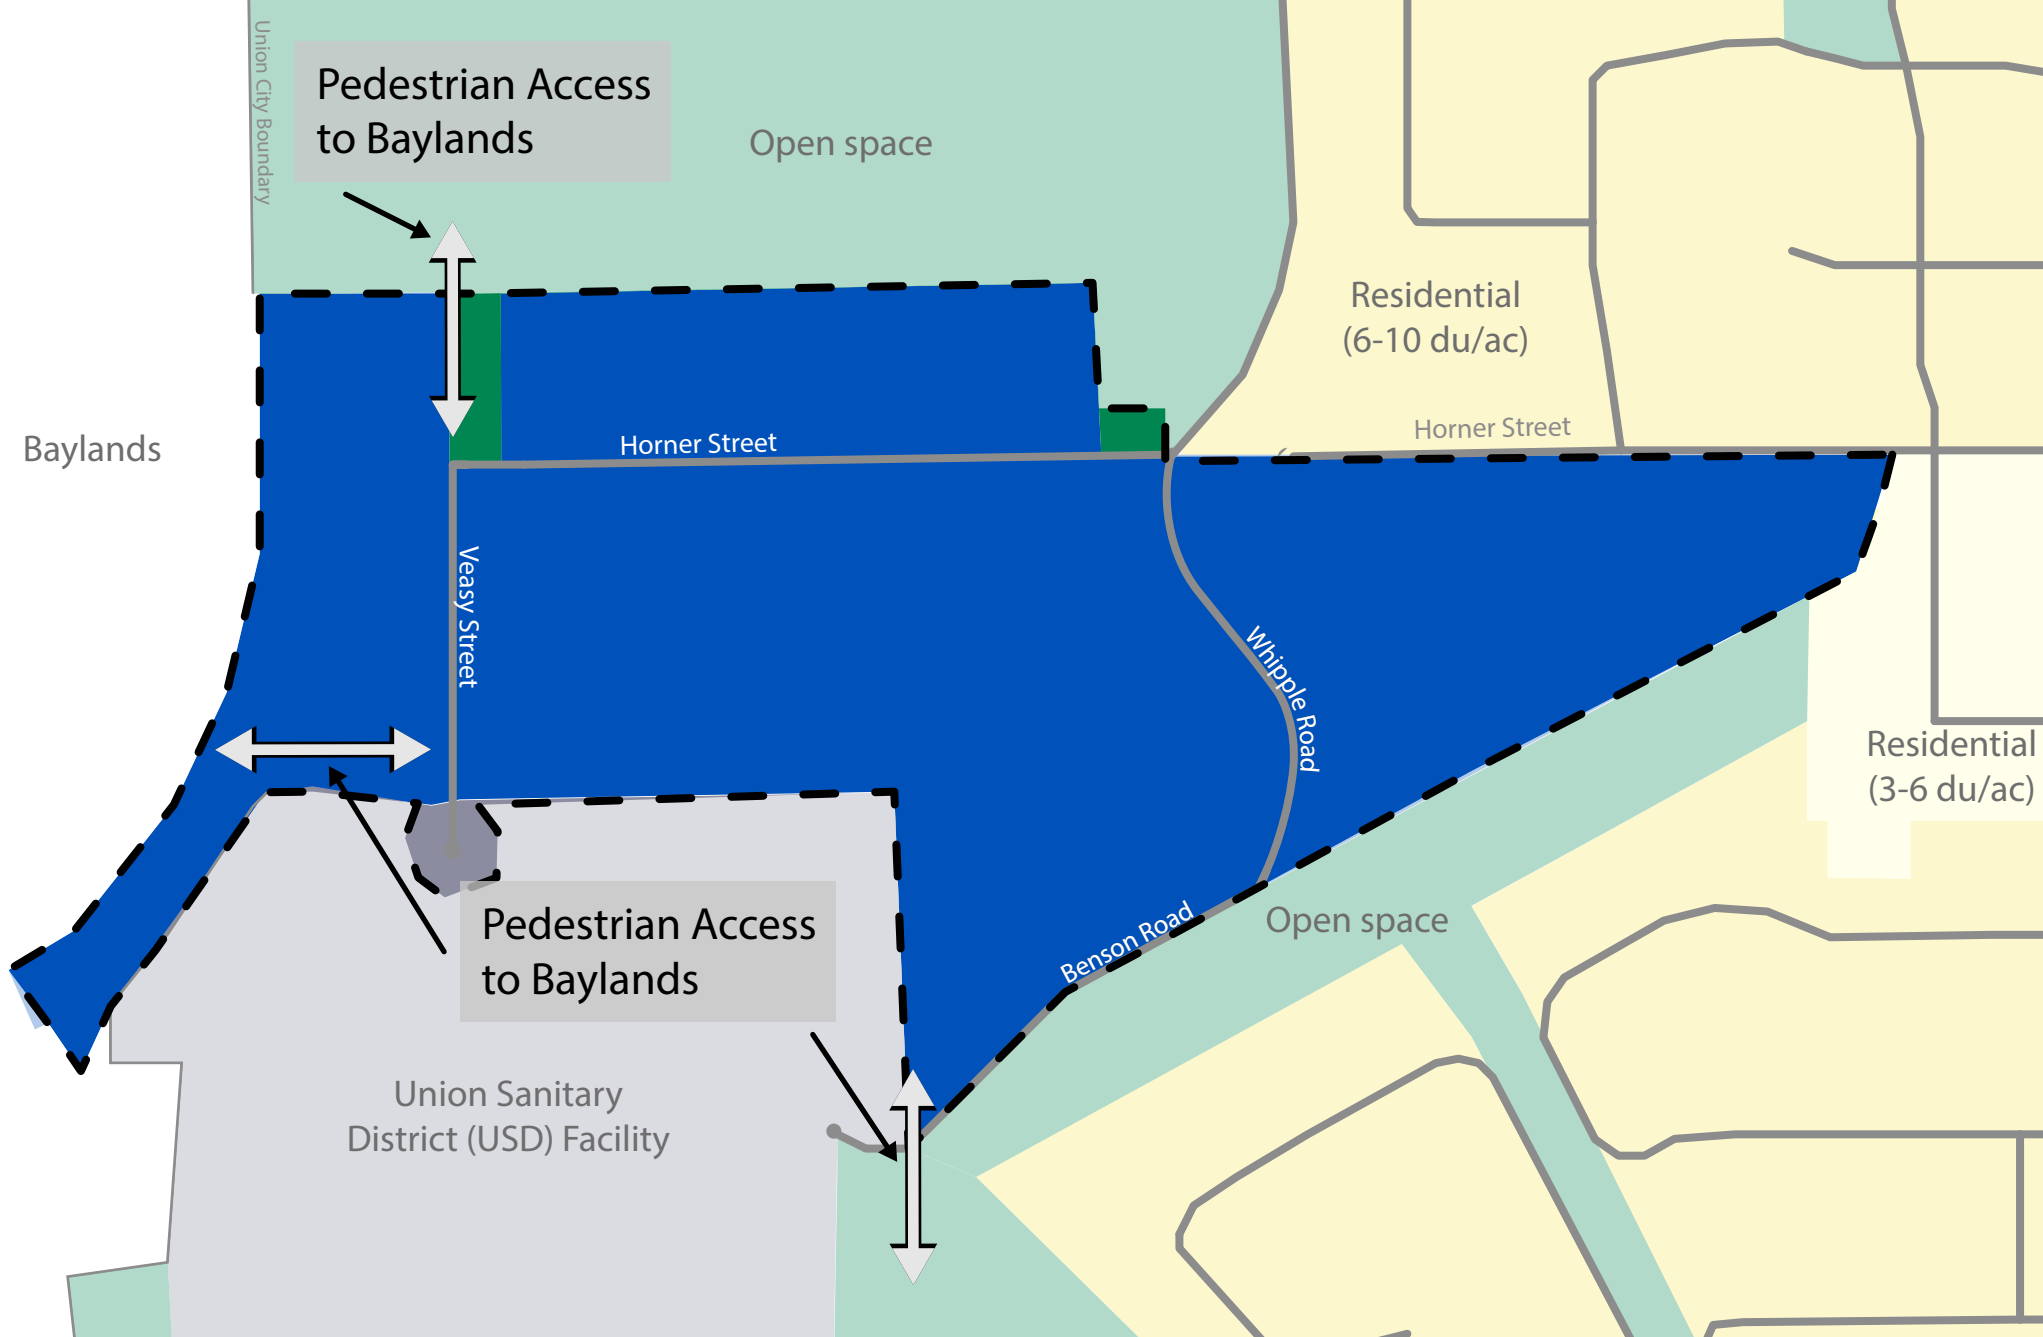 Union City Boundary
Pedestrian Access
to Baylands
Open space
Residential
(6-10 du/ac)
Horner Street
Horner Street
Baylands
Veasy Street
Whipple Road
Residential
(3-6 du/ac)
Benson Road
Open space
Pedestrian Access
to Baylands
Union Sanitary
District (USD) Facility